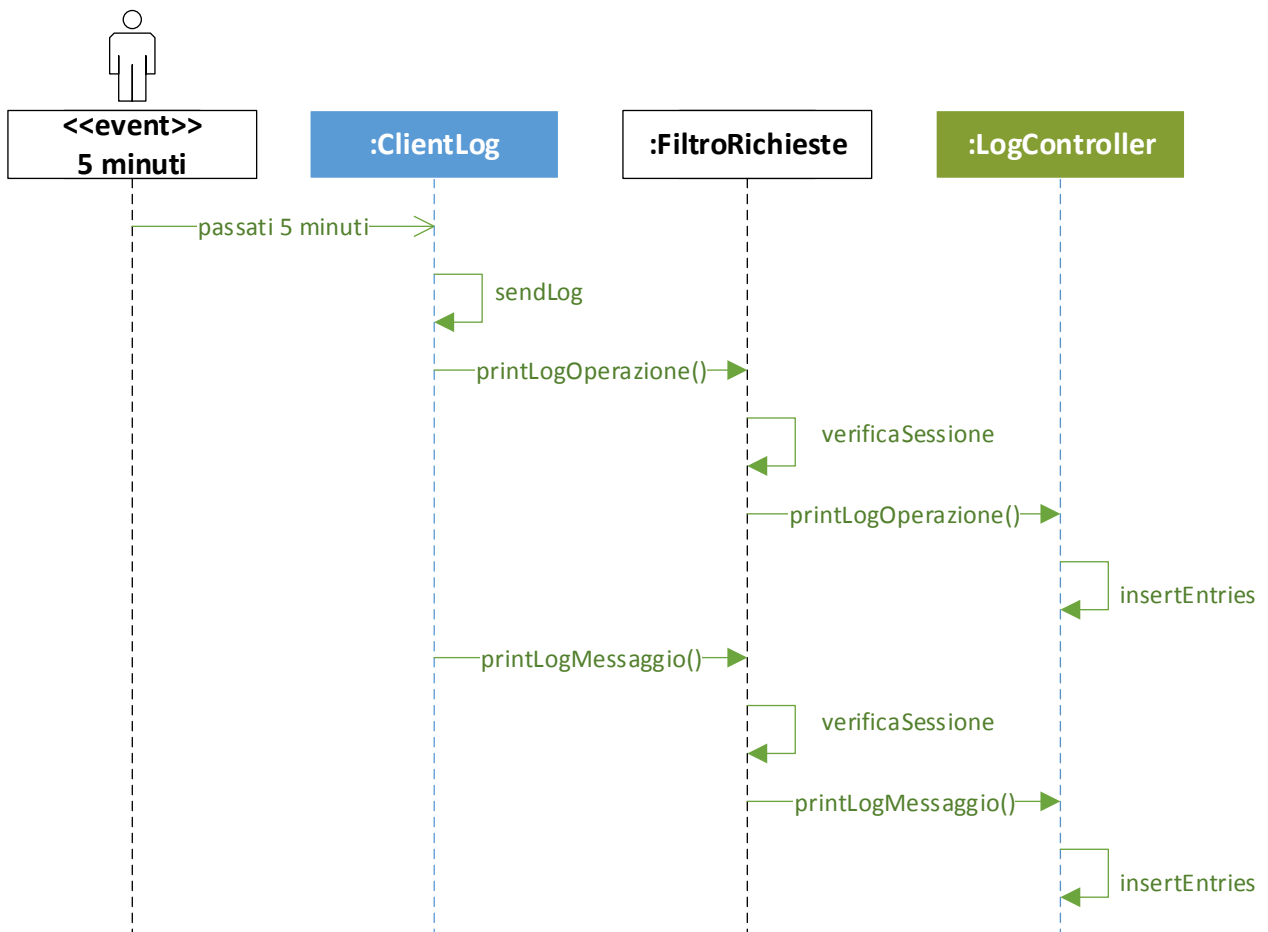 <<event>>
5 minuti
:ClientLog
:FiltroRichieste
:LogController
passati 5 minuti
sendLog
printLogOperazione()
verificaSessione
printLogOperazione()
insertEntries
printLogMessaggio()
verificaSessione
printLogMessaggio()
insertEntries